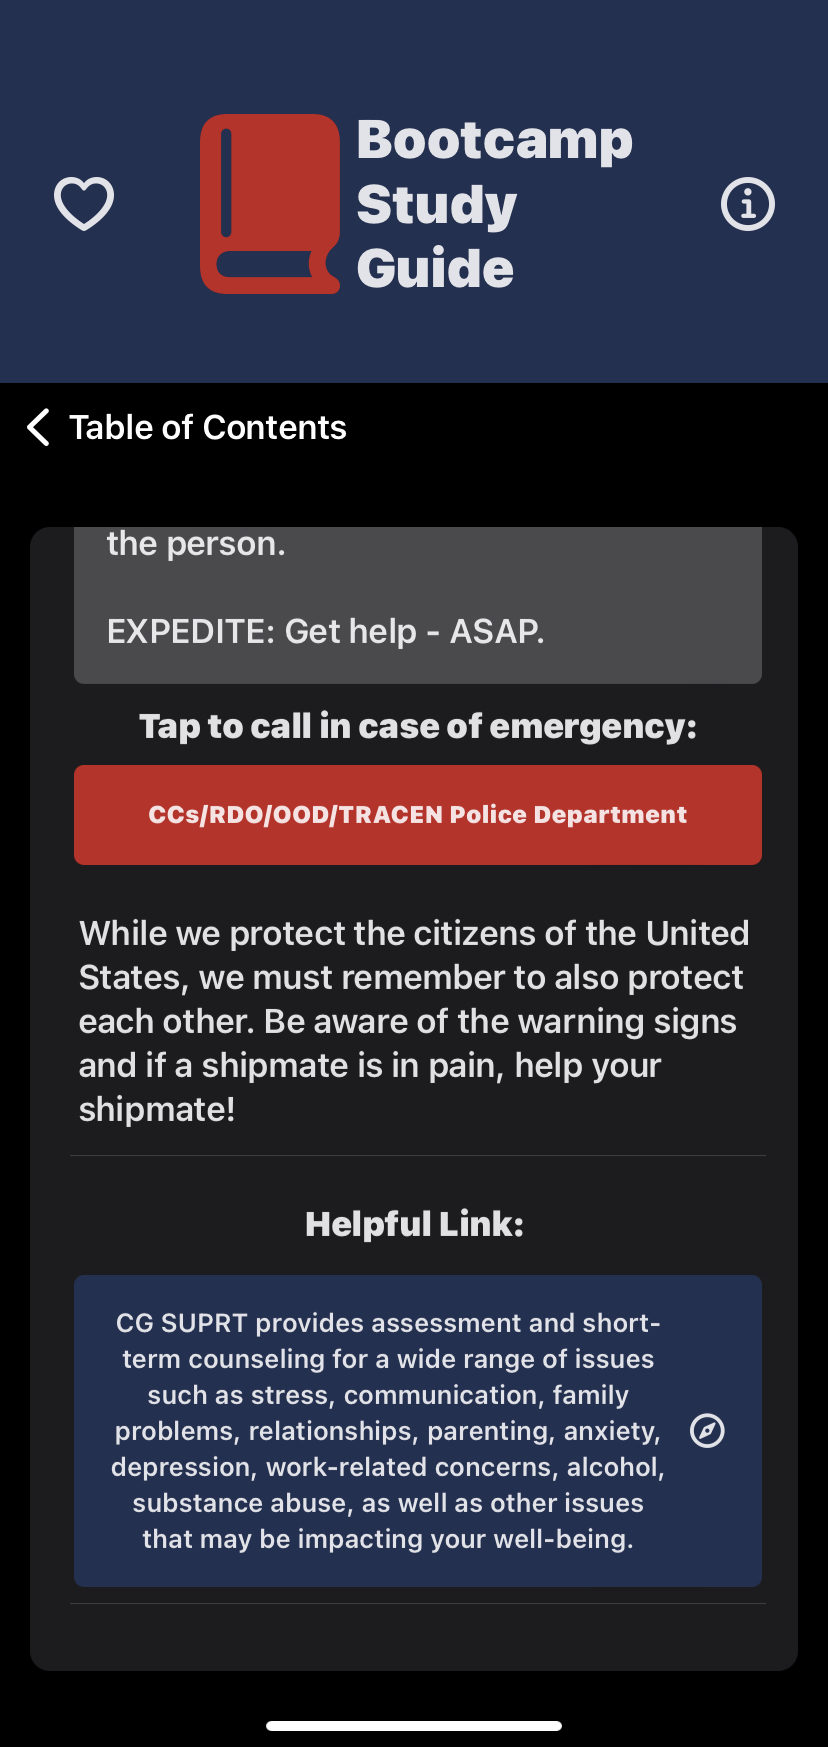 Bootcamp
Study
Guide
Table of Contents
the person.
EXPEDITE: Get help - ASAP.
Tap to call in case of emergency:
CCs/RDO/OOD/TRACEN Police Department
While we protect the citizens of the United
States, we must remember to also protect
each other. Be aware of the warning signs
and if a shipmate is in pain, help your
shipmate!
Helpful Link:
CG SUPRT provides assessment and short-
term counseling for a wide range of issues
such as stress, communication, family
problems, relationships, parenting, anxiety,
depression, work-related concerns, alcohol,
substance abuse, as well as other issues
that may be impacting your well-being.